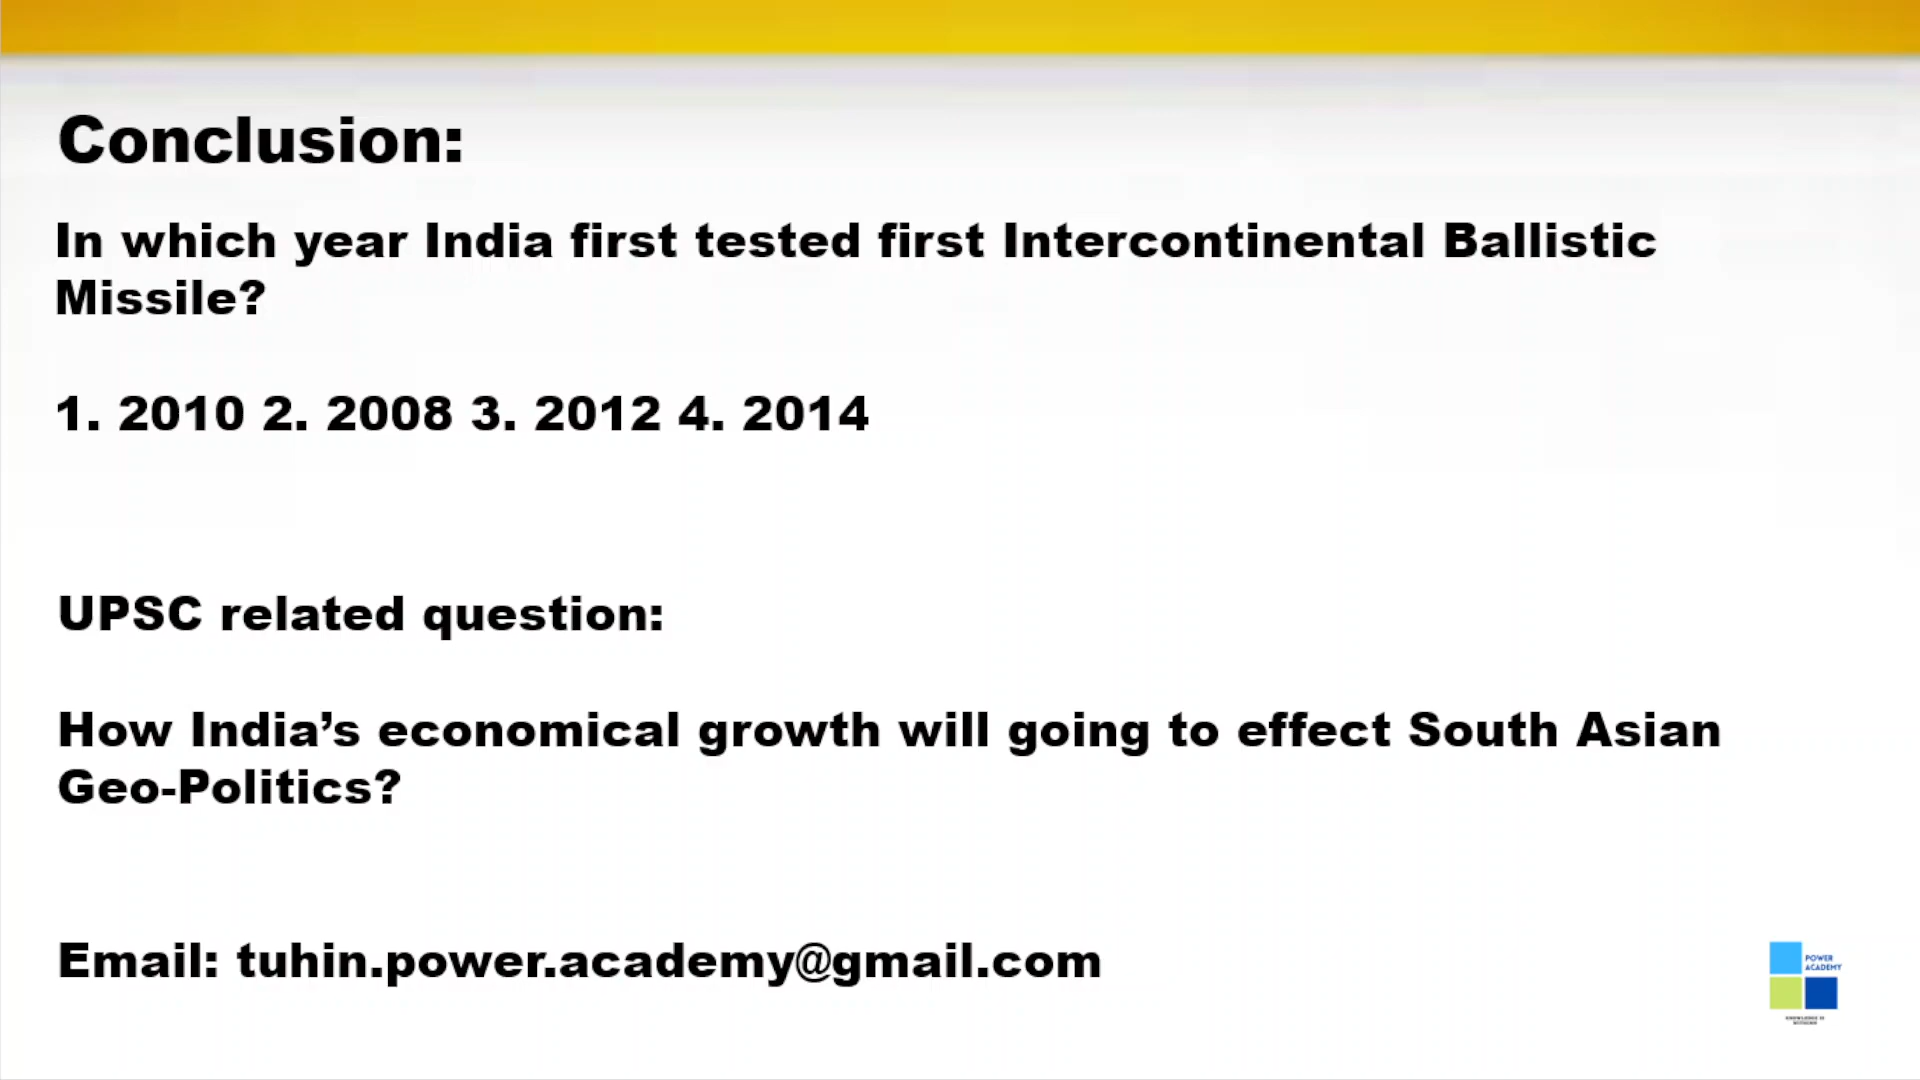 Conclusion:
In which year India first tested first Intercontinental Ballistic
Missile?
1. 2010 2. 2008 3. 2012 4. 2014
UPSC related question:
How India’s economical growth will going to effect South Asian
Geo-Politics?
Email: tuhin.power.academy@gmail.com
POWER
ACADEMY